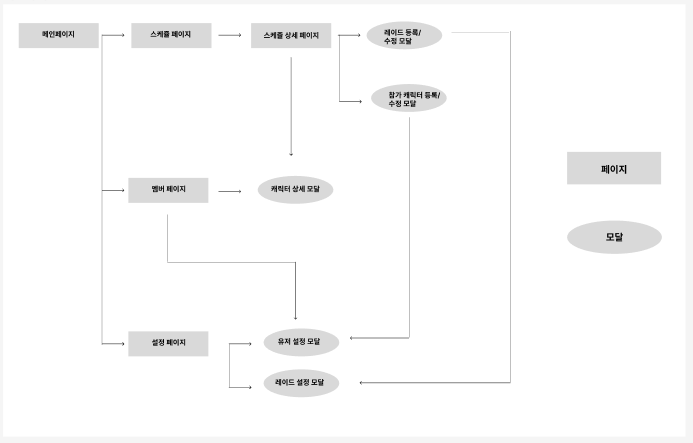 메인페이지
스케줄 페이지
스케줄 상세 페이지
레이드 등록/
수정 모달
참가 캐릭터 등록/
수정 모달
페이지
멤버 페이지
캐릭터 상세 모달
모달
설정 페이지
유저 설정 모달
레이드 설정 모달